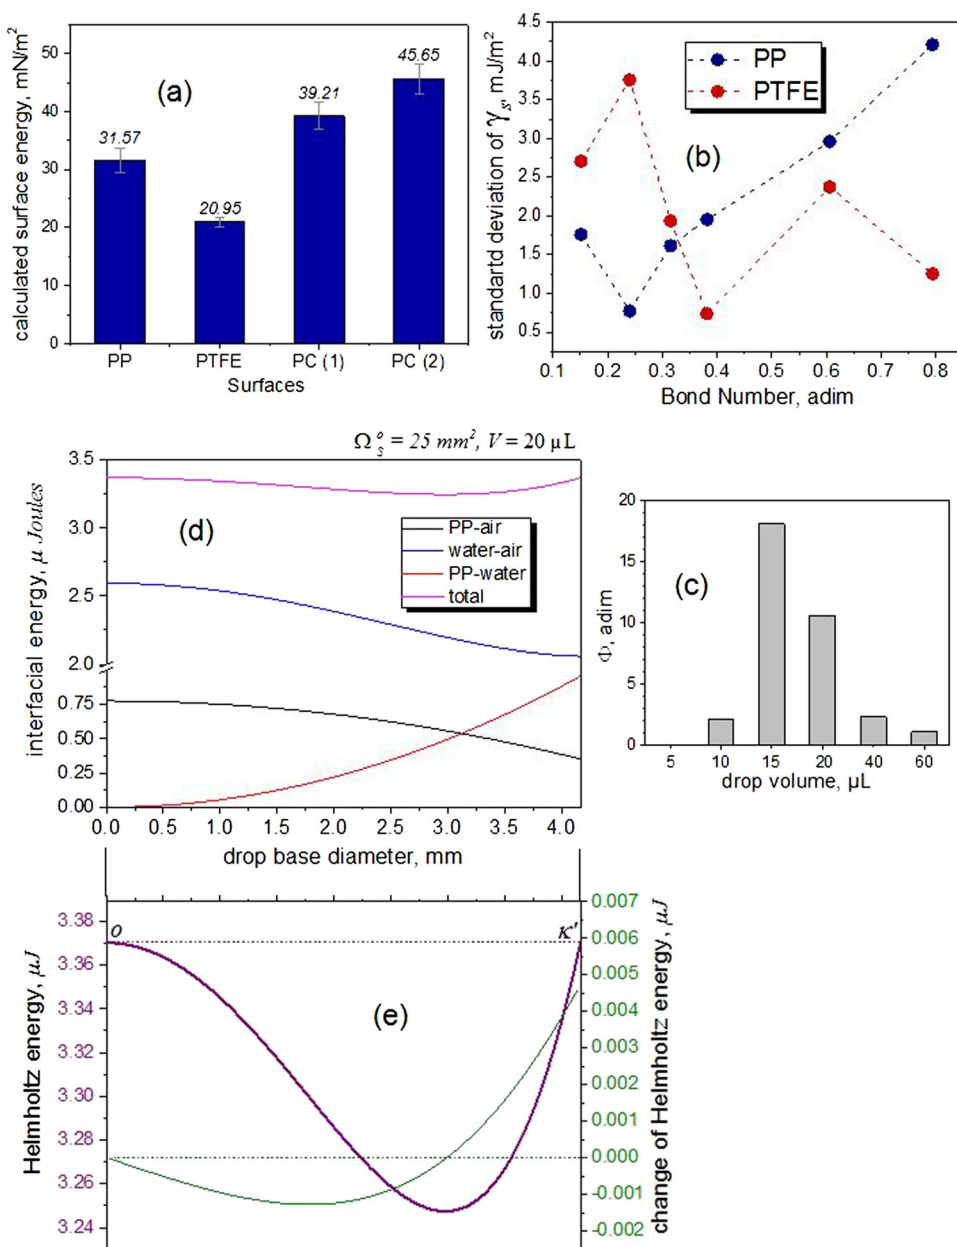 calculated surface energy, mN/m²
50
40
30
20
10
0
(a)
31.57
20.95
39.21
45.65
PP
PTFE
PC (1)
PC (2)
Surfaces
standartd deviation of γs, mJ/m²
4.5
4.0
3.5
3.0
2.5
2.0
1.5
1.0
0.5
PP
PTFE
(b)
0.1 0.2 0.3 0.4 0.5 0.6 0.7 0.8
Bond Number, adim
Ωs° = 25 mm², V = 20 µL
interfacial energy, µ Joules
3.5
3.0
2.5
2.0
0.75
0.50
0.25
0.00
(d)
PP-air
water-air
PP-water
total
0.0 0.5 1.0 1.5 2.0 2.5 3.0 3.5 4.0
drop base diameter, mm
Φ, adim
20
15
10
5
0
(c)
5 10 15 20 40 60
drop volume, µL
Helmholtz energy, µJ
3.38
3.36
3.34
3.32
3.30
3.28
3.26
3.24
o
κ'
(e)
0.007
0.006
0.005
0.004
0.003
0.002
0.001
0.000
-0.001
-0.002
change of Helmholtz energy, µJ